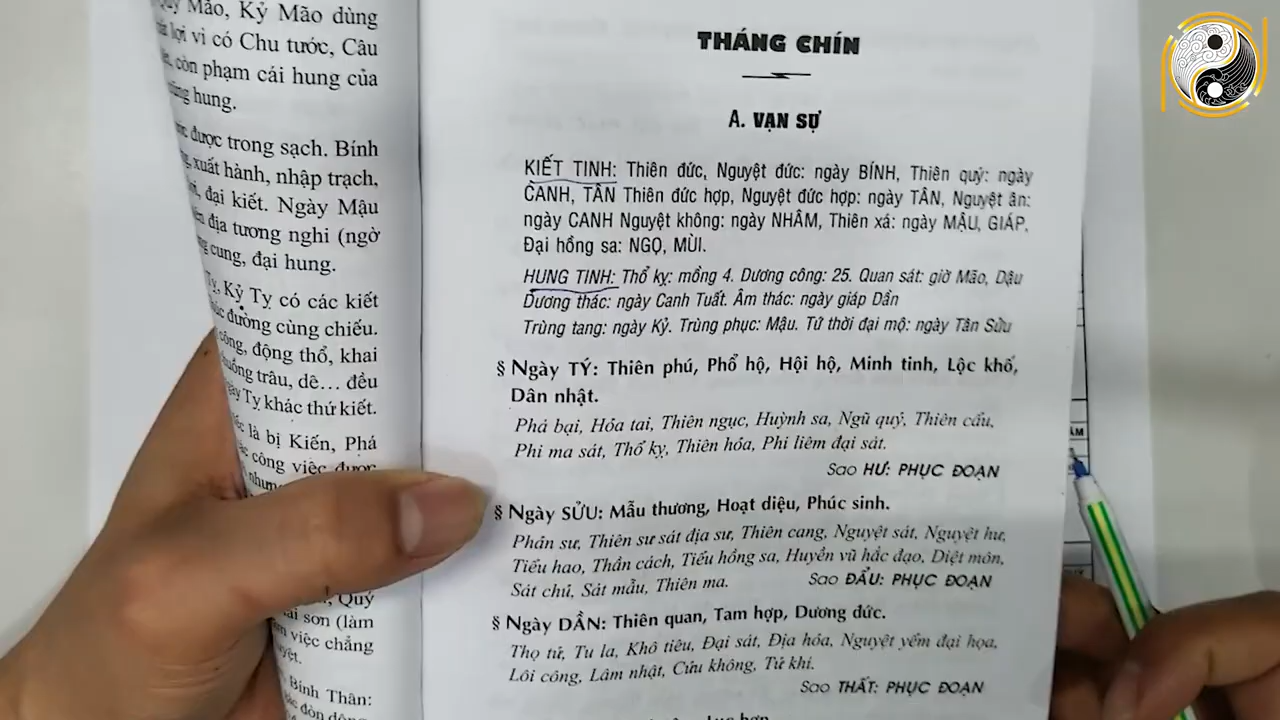 Mão, Kỷ Mão dùng
lợi vì có Chu tước, Câu
còn phạm cái hung của
hung.
được trong sạch. Bính
xuất hành, nhập trạch,
đại kiết. Ngày Mậu
địa tương nghi (ngờ
cung, đại hung.
Tỵ, Kỷ Tỵ có các kiết
đường cùng chiếu.
động thổ, khai
trâu, dê... đều
Tỵ khác thứ kiết.
là bị Kiến, Phá
công việc được
Quý
sơn (làm
việc chẳng
Bính Thân:
THÁNG CHÍN
A. VẠN SỰ
KIẾT TINH: Thiên đức, Nguyệt đức: ngày BÍNH, Thiên quý: ngày
CANH, TÂN Thiên đức hợp, Nguyệt đức hợp: ngày TÂN, Nguyệt ân:
ngày CANH Nguyệt không: ngày NHÂM, Thiên xá: ngày MẬU, GIÁP,
Đại hồng sa: NGỌ, MÙI.
HUNG TINH: Thổ kỵ: mồng 4. Dương công: 25. Quan sát: giờ Mão, Dậu
Dương thác: ngày Canh Tuất. Âm thác: ngày giáp Dần
Trùng tang: ngày Kỷ. Trùng phục: Mậu. Tứ thời đại mộ: ngày Tân Sửu
§ Ngày TÝ: Thiên phú, Phổ hộ, Hội hộ, Minh tinh, Lộc khố,
Dân nhật.
Phá bại, Hỏa tai, Thiên ngục, Huỳnh sa, Ngũ quỷ, Thiên cẩu,
Phi ma sát, Thổ kỵ, Thiên hỏa, Phi liêm đại sát.
Sao HƯ: PHỤC ĐOẠN
§ Ngày SỬU: Mẫu thương, Hoạt diệu, Phúc sinh.
Phản sư, Thiên sư sát địa sư, Thiên cang, Nguyệt sát, Nguyệt hư,
Tiểu hao, Thần cách, Tiểu hồng sa, Huyền vũ hắc đạo, Diệt môn,
Sát chủ, Sát mẫu, Thiên ma. Sao ĐẨU: PHỤC ĐOẠN
§ Ngày DẦN: Thiên quan, Tam hợp, Dương đức.
Thọ tử, Tu la, Khô tiêu, Đại sát, Địa hỏa, Nguyệt yếm đại họa,
Lôi công, Lâm nhật, Cửu không, Tứ khí.
Sao THẤT: PHỤC ĐOẠN